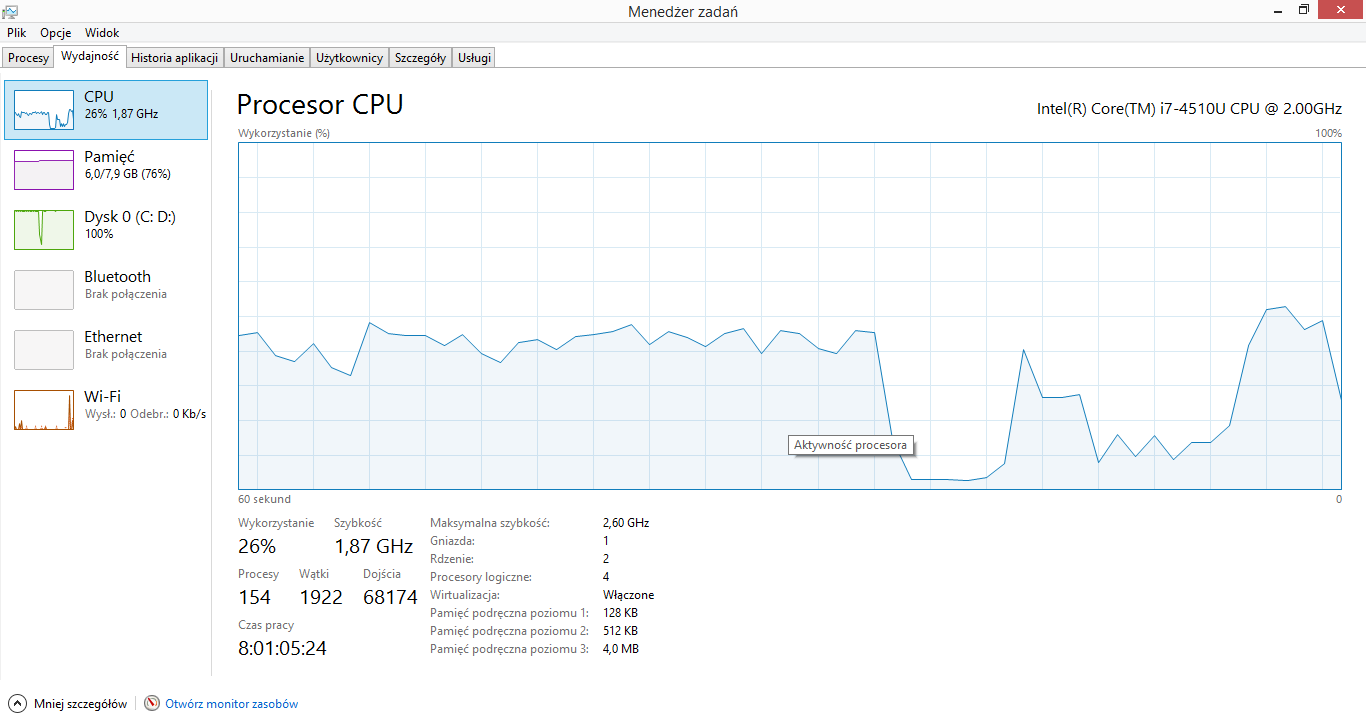 Menedżer zadań
Plik Opcje Widok
Procesy Wydajność Historia aplikacji Uruchamianie Użytkownicy Szczegóły Usługi
CPU
26% 1,87 GHz
Pamięć
6,0/7,9 GB (76%)
Dysk 0 (C: D:)
100%
Bluetooth
Brak połączenia
Ethernet
Brak połączenia
Wi-Fi
Wysł.: 0 Odebr.: 0 Kb/s
Procesor CPU
Intel(R) Core(TM) i7-4510U CPU @ 2.00GHz
Wykorzystanie (%)
100%
Aktywność procesora
60 sekund
0
Wykorzystanie Szybkość
26% 1,87 GHz
Procesy Wątki Dojścia
154 1922 68174
Czas pracy
8:01:05:24
Maksymalna szybkość: 2,60 GHz
Gniazda: 1
Rdzenie: 2
Procesory logiczne: 4
Wirtualizacja: Włączone
Pamięć podręczna poziomu 1: 128 KB
Pamięć podręczna poziomu 2: 512 KB
Pamięć podręczna poziomu 3: 4,0 MB
Mniej szczegółów
Otwórz monitor zasobów